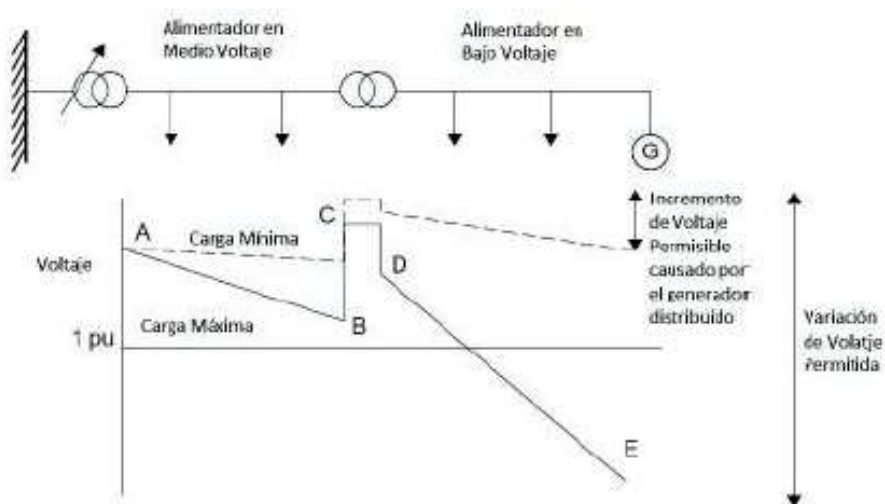 Alimentador en
Medio Voltaje
Alimentador en
Bajo Voltaje
G
C
A
Carga Mínima
Voltaje
D
Carga Máxima
B
1 pu
E
Incremento
de Voltaje
Permisible
causado por
el generador
distribuido
Variación
de Volatje
Permitida